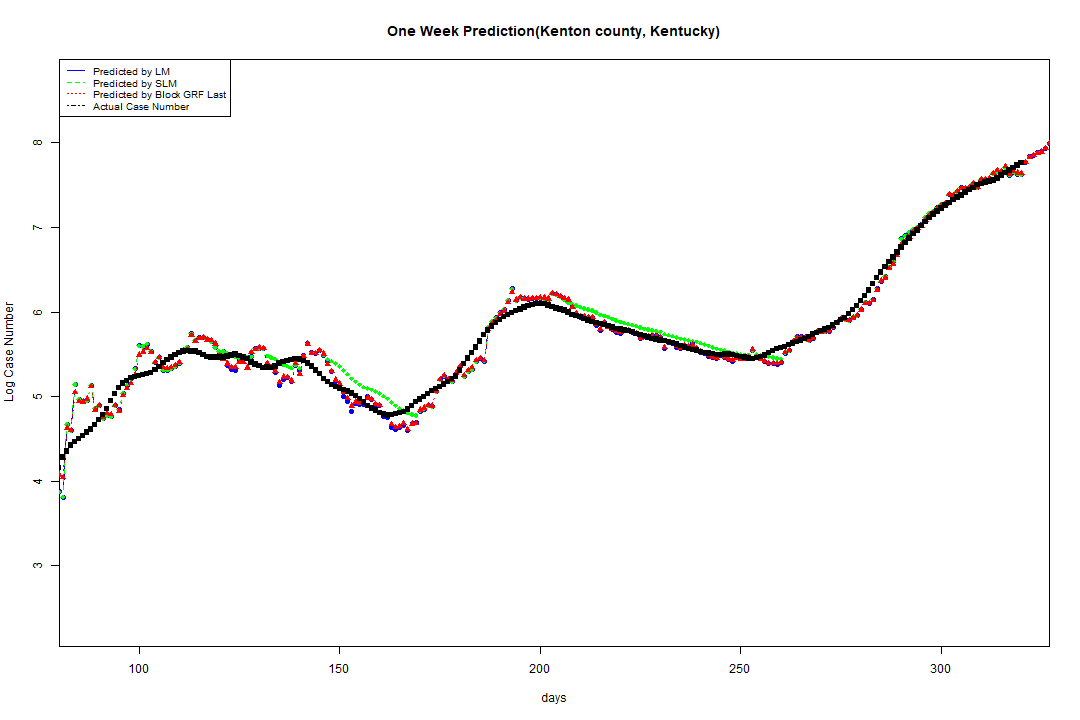 One Week Prediction(Kenton county, Kentucky)
Predicted by LM
Predicted by SLM
Predicted by Block GRF Last
Actual Case Number
8
7
6
5
4
3
Log Case Number
100 150 200 250 300
days